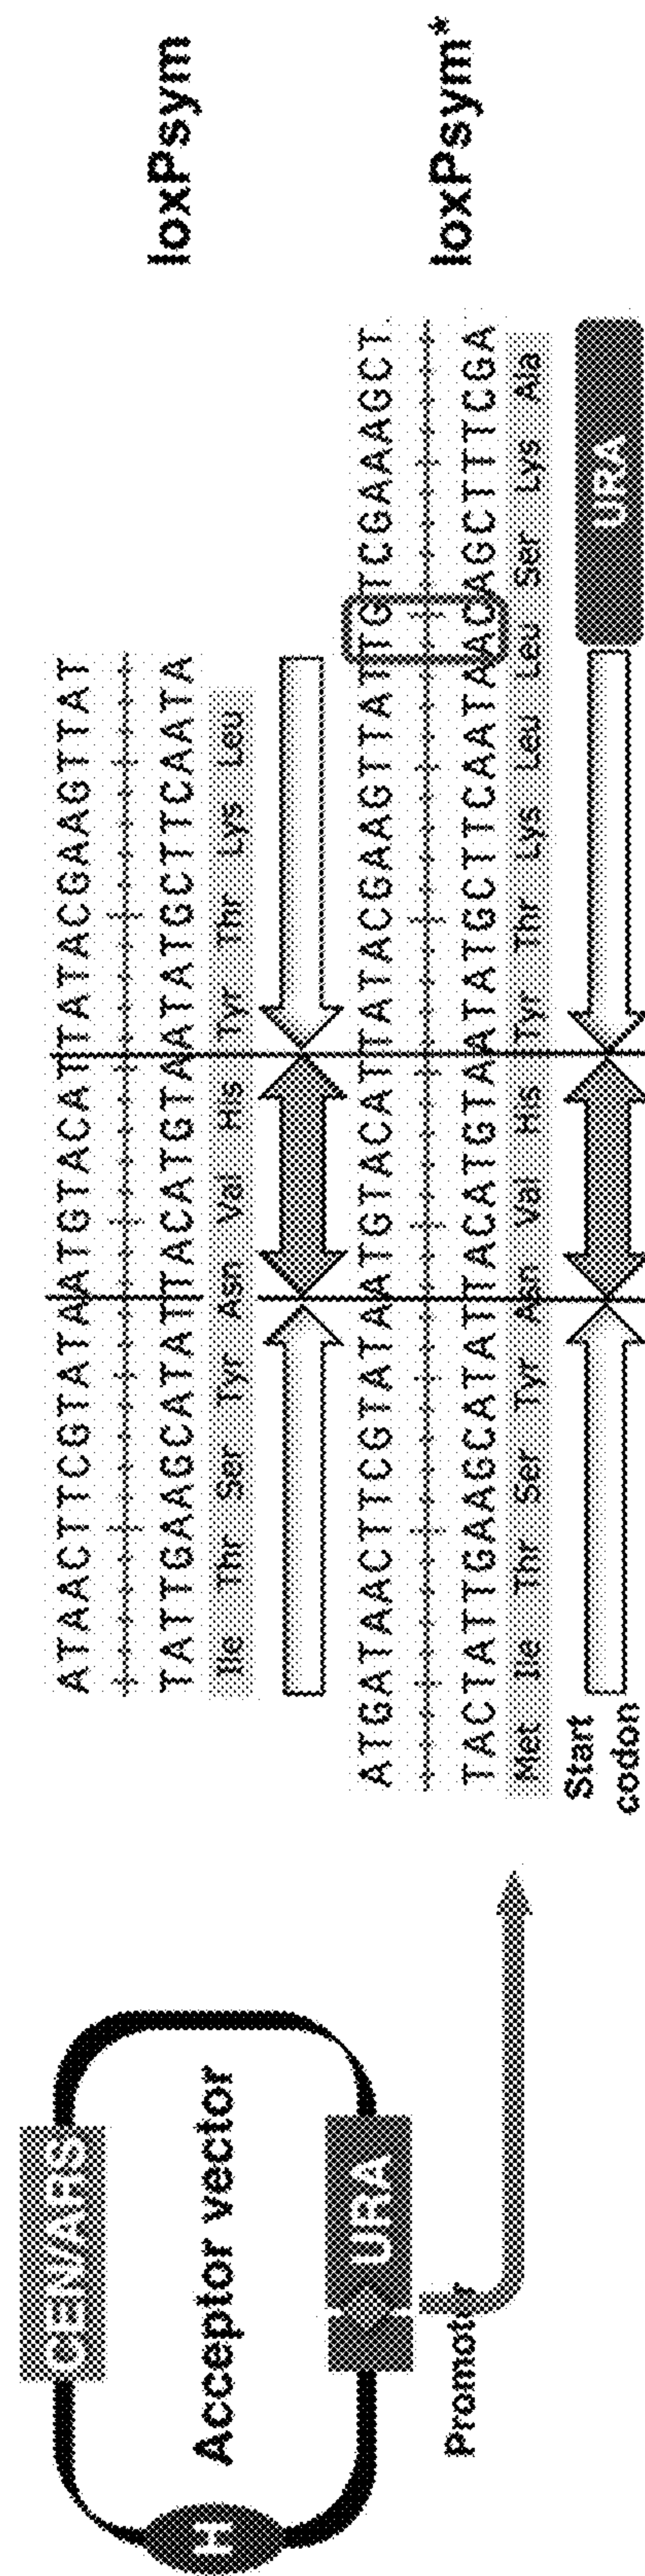 CEN/ARS
H
Acceptor vector
URA
Promoter
ATAACTTCGTATAATGTACATTATACGAAGTTAT
TATTGAAGCATATTACATGTAATATGCTTCAATA
Ile Thr Ser Tyr Asn Val His Tyr Thr Lys Leu
loxPsym
ATGATAACTTCGTATAATGTACATTATACGAAGTTATTGTCGAAAGCT
TACTATTGAAGCATATTACATGTAATATGCTTCAATAACAGCTTTCGA
Met Ile Thr Ser Tyr Asn Val His Tyr Thr Lys Leu Leu Ser Lys Ala
loxPsym*
Start
codon
URA